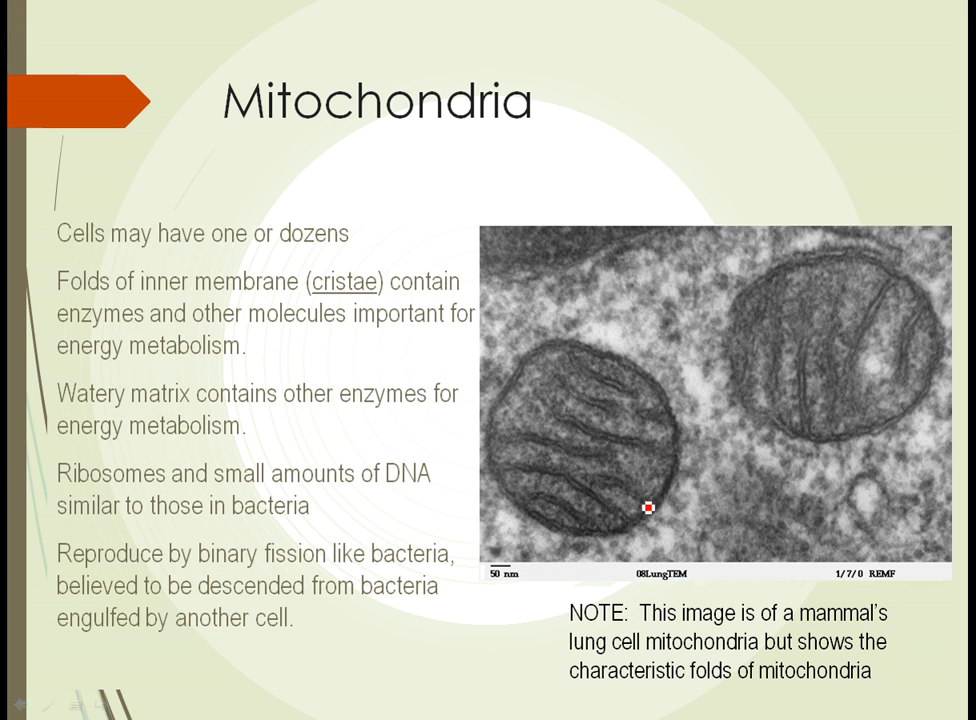 Mitochondria
Cells may have one or dozens
Folds of inner membrane (cristae) contain
enzymes and other molecules important for
energy metabolism.
Watery matrix contains other enzymes for
energy metabolism.
Ribosomes and small amounts of DNA
similar to those in bacteria
Reproduce by binary fission like bacteria,
believed to be descended from bacteria
engulfed by another cell.
50 nm 08LungTEM 1/7/0 REMF
NOTE: This image is of a mammal's
lung cell mitochondria but shows the
characteristic folds of mitochondria